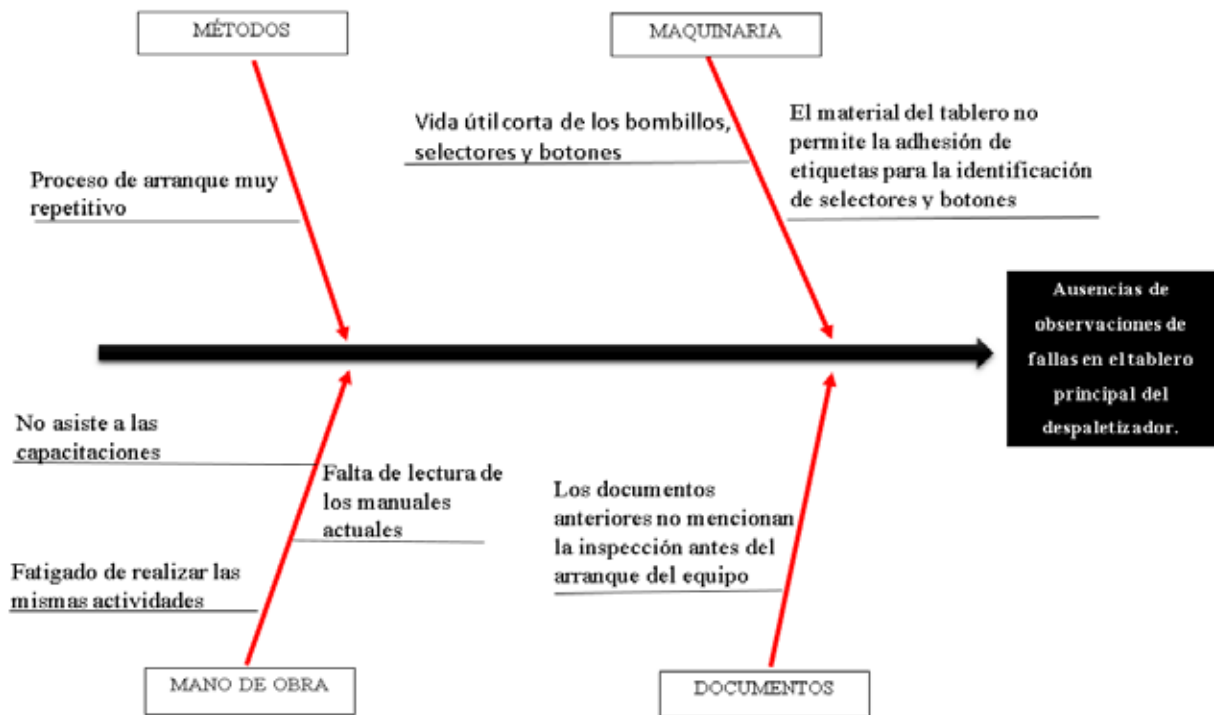 MÉTODOS
MAQUINARIA
Vida útil corta de los bombillos,
selectores y botones
El material del tablero no
permite la adhesión de
etiquetas para la identificación
de selectores y botones
Proceso de arranque muy
repetitivo
Ausencias de
observaciones de
fallas en el tablero
principal del
despaletizador.
No asiste a las
capacitaciones
Falta de lectura de
los manuales
actuales
Fatigado de realizar las
mismas actividades
Los documentos
anteriores no mencionan
la inspección antes del
arranque del equipo
MANO DE OBRA
DOCUMENTOS